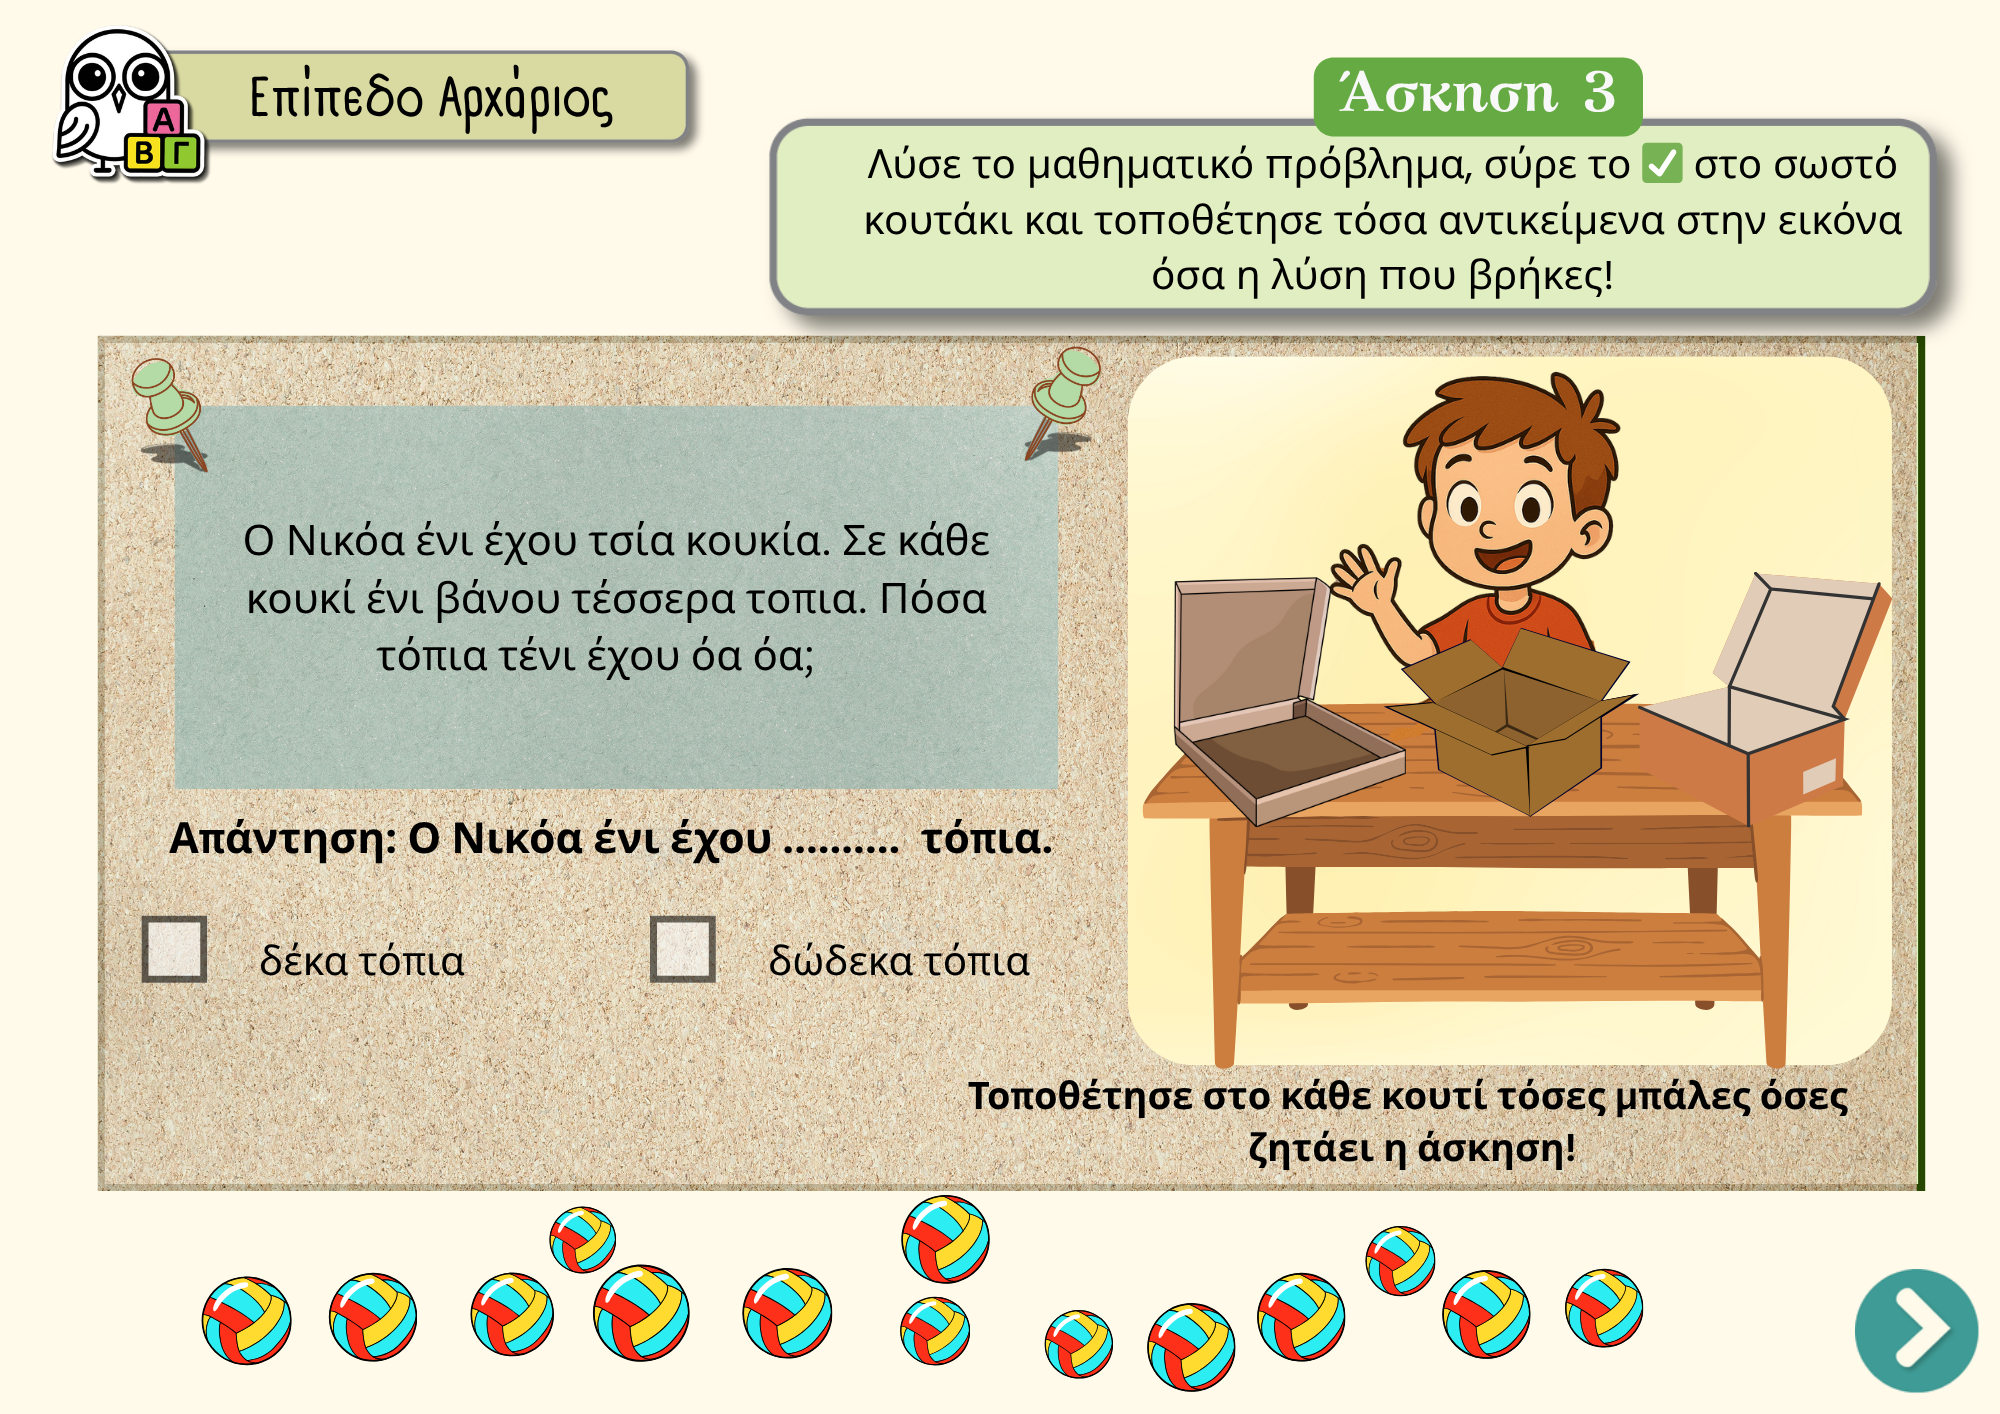 Επίπεδο Αρχάριος
Α
Β Γ
Άσκηση 3
Λύσε το μαθηματικό πρόβλημα, σύρε το ✅ στο σωστό
κουτάκι και τοποθέτησε τόσα αντικείμενα στην εικόνα
όσα η λύση που βρήκες!
Ο Νικόα ένι έχου τσία κουκία. Σε κάθε
κουκί ένι βάνου τέσσερα τοπια. Πόσα
τόπια τένι έχου όα όα;
Απάντηση: Ο Νικόα ένι έχου .......... τόπια.
δέκα τόπια
δώδεκα τόπια
Τοποθέτησε στο κάθε κουτί τόσες μπάλες όσες
ζητάει η άσκηση!